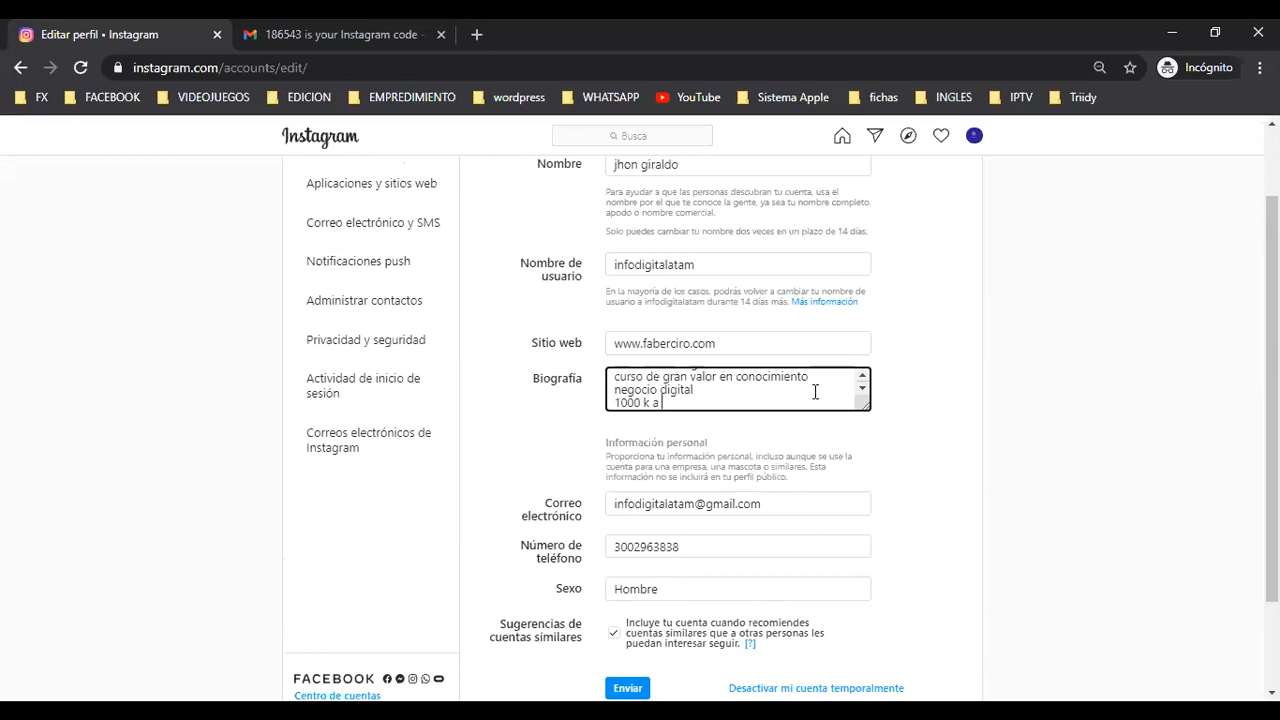 Editar perfil • Instagram
186543 is your Instagram code -
instagram.com/accounts/edit/
Incógnito
FX
FACEBOOK
VIDEOJUEGOS
EDICION
EMPREDIMIENTO
wordpress
WHATSAPP
YouTube
Sistema Apple
fichas
INGLES
IPTV
Triidy
Instagram
Busca
Aplicaciones y sitios web
Correo electrónico y SMS
Notificaciones push
Administrar contactos
Privacidad y seguridad
Actividad de inicio de
sesión
Correos electrónicos de
Instagram
FACEBOOK
Centro de cuentas
Nombre
jhon giraldo
Para ayudar a que las personas descubran tu cuenta, usa el
nombre por el que te conoce la gente, ya sea tu nombre completo,
apodo o nombre comercial.
Solo puedes cambiar tu nombre dos veces en un plazo de 14 días.
Nombre de
usuario
infodigitalatam
En la mayoría de los casos, podrás volver a cambiar tu nombre de
usuario a infodigitalatam durante 14 días más. Más información
Sitio web
www.faberciro.com
Biografía
curso de gran valor en conocimiento
negocio digital
1000 k a
Información personal
Proporciona tu información personal, incluso aunque se use la
cuenta para una empresa, una mascota o similares. Esta
información no se incluirá en tu perfil público.
Correo
electrónico
infodigitalatam@gmail.com
Número de
teléfono
3002963838
Sexo
Hombre
Sugerencias de
cuentas similares
Incluye tu cuenta cuando recomiendes
cuentas similares que a otras personas les
puedan interesar seguir. [?]
Enviar
Desactivar mi cuenta temporalmente